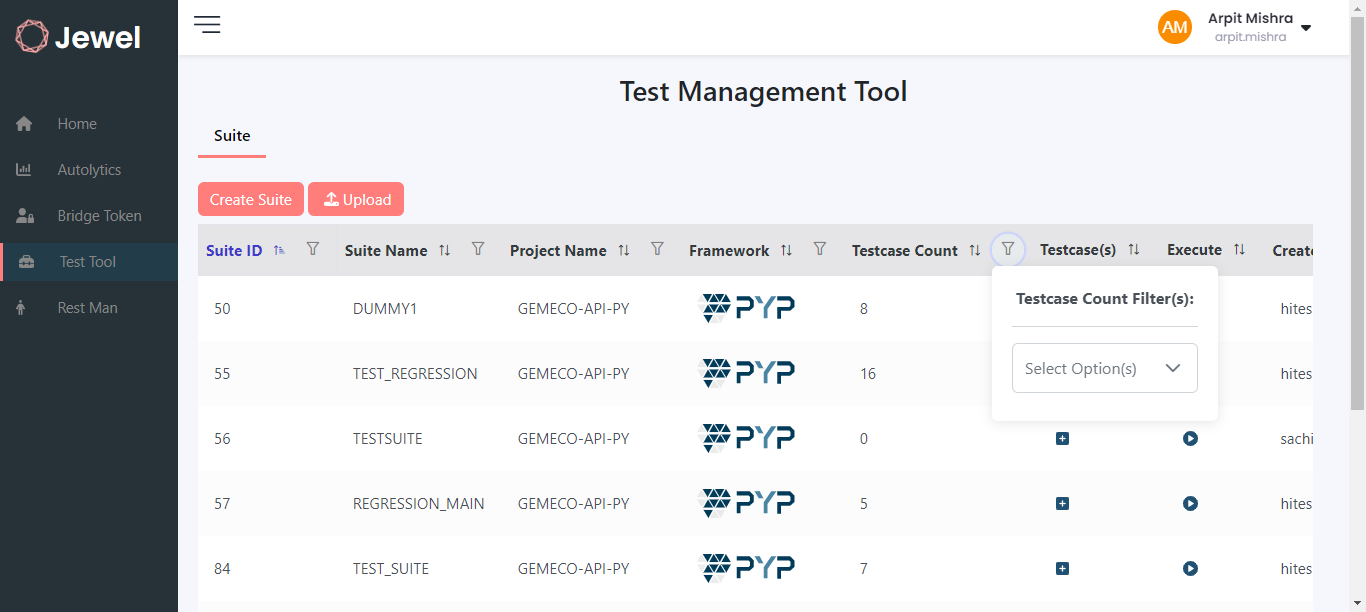 Jewel
AM
Arpit Mishra
arpit.mishra
Home
Autolytics
Bridge Token
Test Tool
Rest Man
Test Management Tool
Suite
Create Suite Upload
Suite ID Suite Name Project Name Framework Testcase Count Testcase(s) Execute Create
50 DUMMY1 GEMECO-API-PY PYP 8 hites
55 TEST_REGRESSION GEMECO-API-PY PYP 16 hites
56 TESTSUITE GEMECO-API-PY PYP 0 sachi
57 REGRESSION_MAIN GEMECO-API-PY PYP 5 hites
84 TEST_SUITE GEMECO-API-PY PYP 7 hites
Testcase Count Filter(s):
Select Option(s)